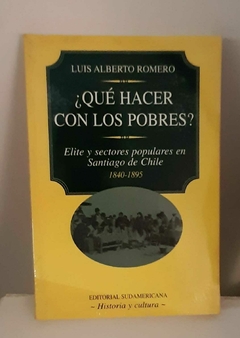 LUIS ALBERTO ROMERO
¿QUÉ HACER
CON LOS POBRES?
Elite y sectores populares en
Santiago de Chile
1840-1895
EDITORIAL SUDAMERICANA
~ Historia y cultura ~